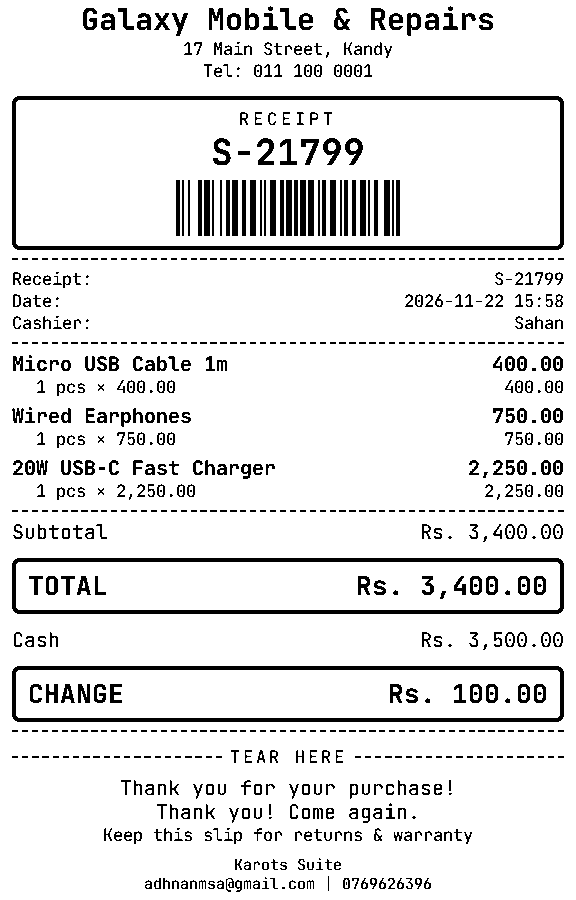 Galaxy Mobile & Repairs
17 Main Street, Kandy
Tel: 011 100 0001
RECEIPT
S-21799
Receipt: S-21799
Date: 2026-11-22 15:58
Cashier: Sahan
Micro USB Cable 1m 400.00
1 pcs × 400.00 400.00
Wired Earphones 750.00
1 pcs × 750.00 750.00
20W USB-C Fast Charger 2,250.00
1 pcs × 2,250.00 2,250.00
Subtotal Rs. 3,400.00
TOTAL Rs. 3,400.00
Cash Rs. 3,500.00
CHANGE Rs. 100.00
TEAR HERE
Thank you for your purchase!
Thank you! Come again.
Keep this slip for returns & warranty
Karots Suite
adhnanmsa@gmail.com | 0769626396